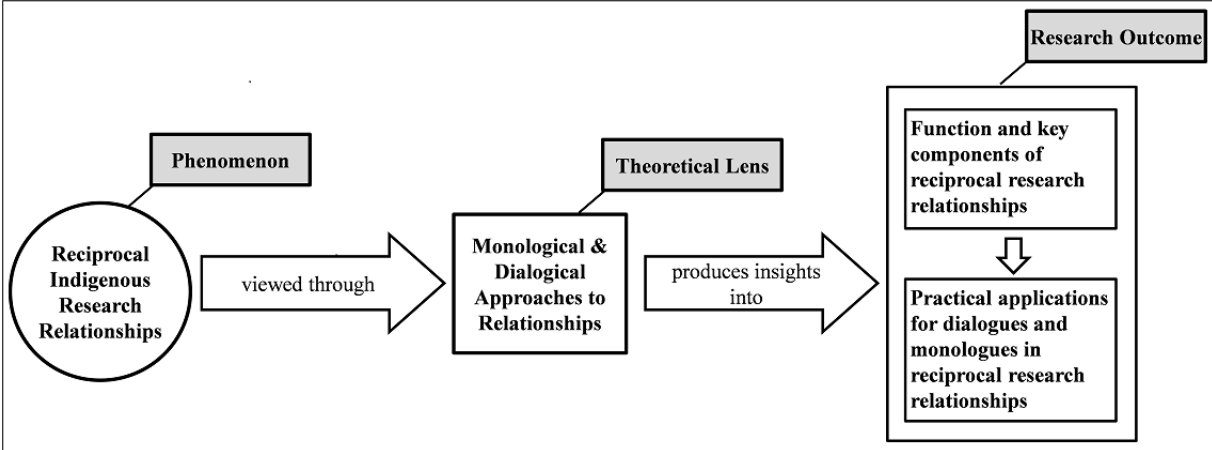 Research Outcome
Phenomenon
Theoretical Lens
Reciprocal
Indigenous
Research
Relationships
viewed through
Monological &
Dialogical
Approaches to
Relationships
produces insights
into
Function and key
components of
reciprocal research
relationships
Practical applications
for dialogues and
monologues in
reciprocal research
relationships